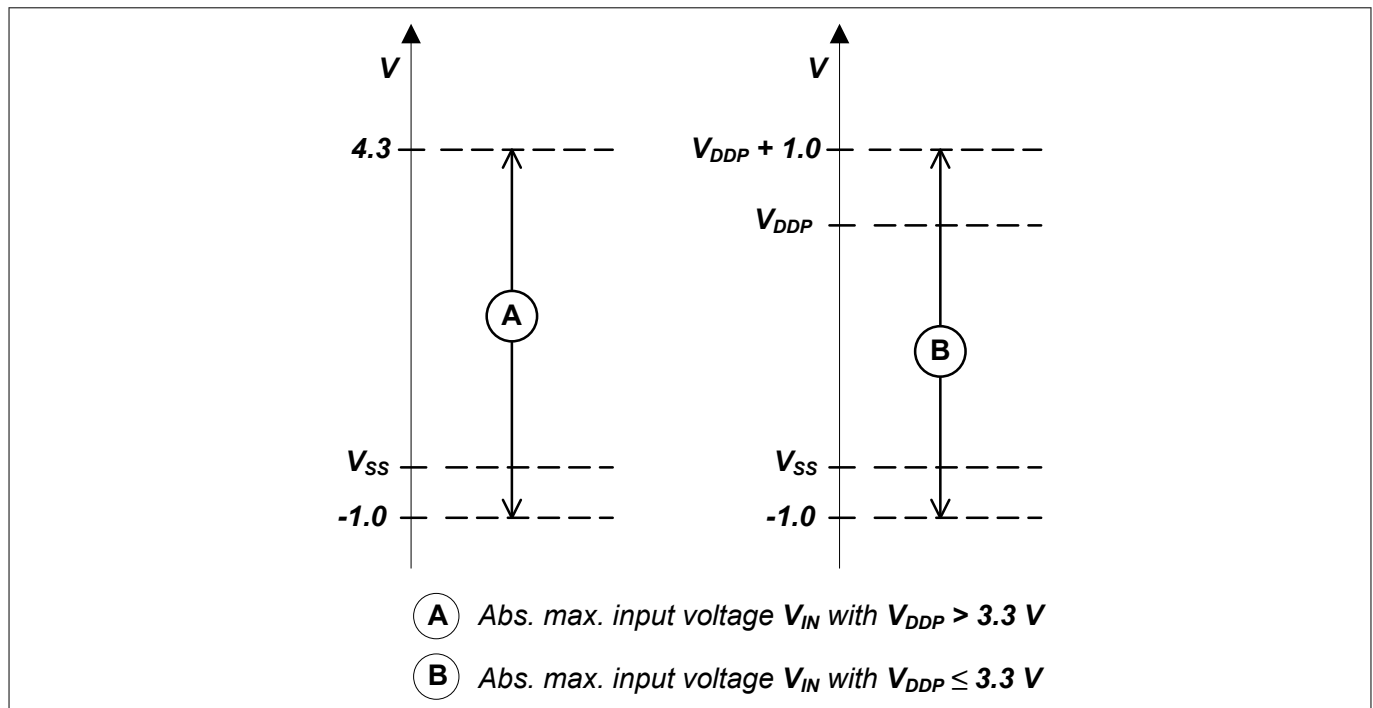 V
4.3
A
V_SS
-1.0
V
V_DDP + 1.0
V_DDP
B
V_SS
-1.0
A Abs. max. input voltage V_IN with V_DDP > 3.3 V
B Abs. max. input voltage V_IN with V_DDP ≤ 3.3 V